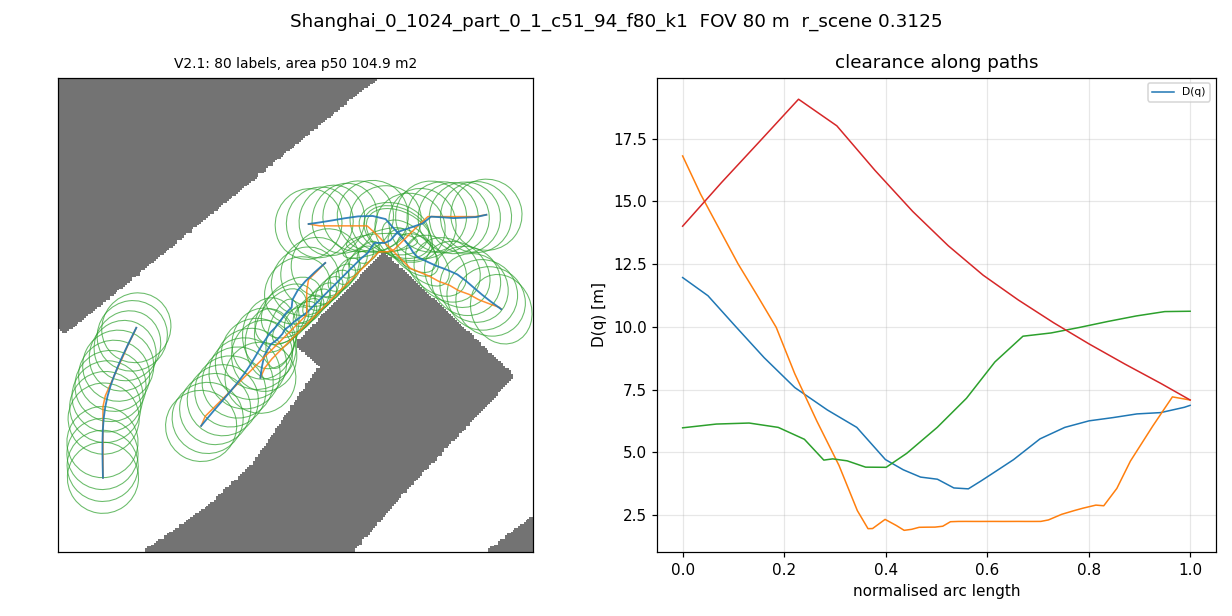 Shanghai_0_1024_part_0_1_c51_94_f80_k1  FOV 80 m  r_scene 0.3125
V2.1: 80 labels, area p50 104.9 m2
clearance along paths
D(q)
17.5
15.0
12.5
10.0
7.5
5.0
2.5
D(q) [m]
0.0 0.2 0.4 0.6 0.8 1.0
normalised arc length